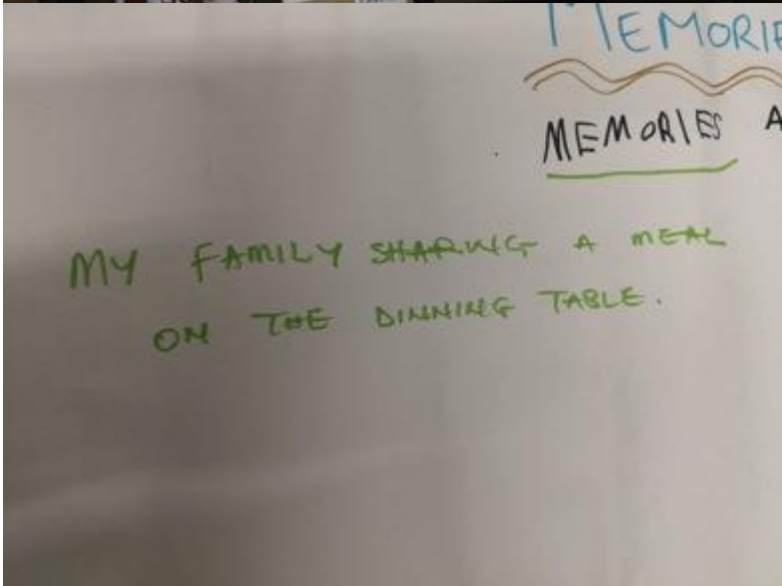 MEMORIE
MEMORIES A
MY FAMILY SHARING A MEAL
ON THE DINNING TABLE.